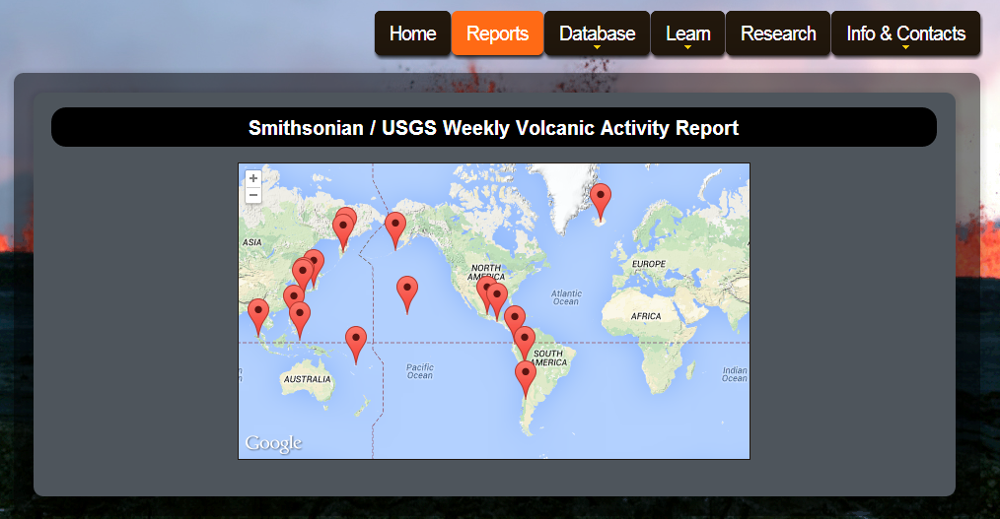 Home Reports Database Learn Research Info & Contacts
Smithsonian / USGS Weekly Volcanic Activity Report
+
−
ASIA
NORTH
AMERICA
EUROPE
Atlantic
Ocean
AFRICA
SOUTH
AMERICA
Pacific
Ocean
Indian
Ocean
AUSTRALIA
Google